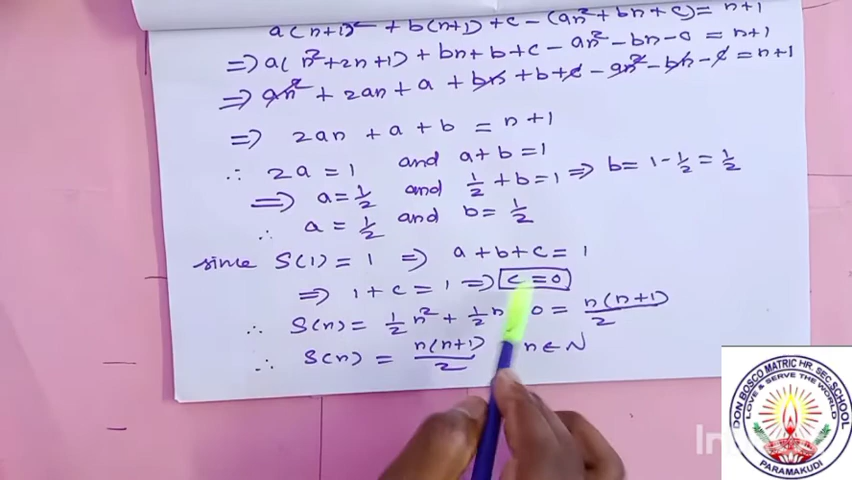 a(n+1)² + b(n+1) + c - (an² + bn + c) = n+1
⇒ a(n²+2n+1) + bn + b + c - an² - bn - c = n+1
⇒ an² + 2an + a + bn + b + c - an² - bn - c = n+1
⇒ 2an + a + b = n+1
∴ 2a = 1 and a+b = 1
⇒ a = 1/2 and 1/2 + b = 1 ⇒ b = 1 - 1/2 = 1/2
∴ a = 1/2 and b = 1/2
since S(1) = 1 ⇒ a + b + c = 1
⇒ 1 + c = 1 ⇒ c = 0
∴ S(n) = 1/2 n² + 1/2 n 0 = n(n+1)/2
∴ S(n) = n(n+1)/2 n ∈ N
DON BOSCO MATRIC HR. SEC SCHOOL
LOVE & SERVE THE WORLD
PARAMAKUDI